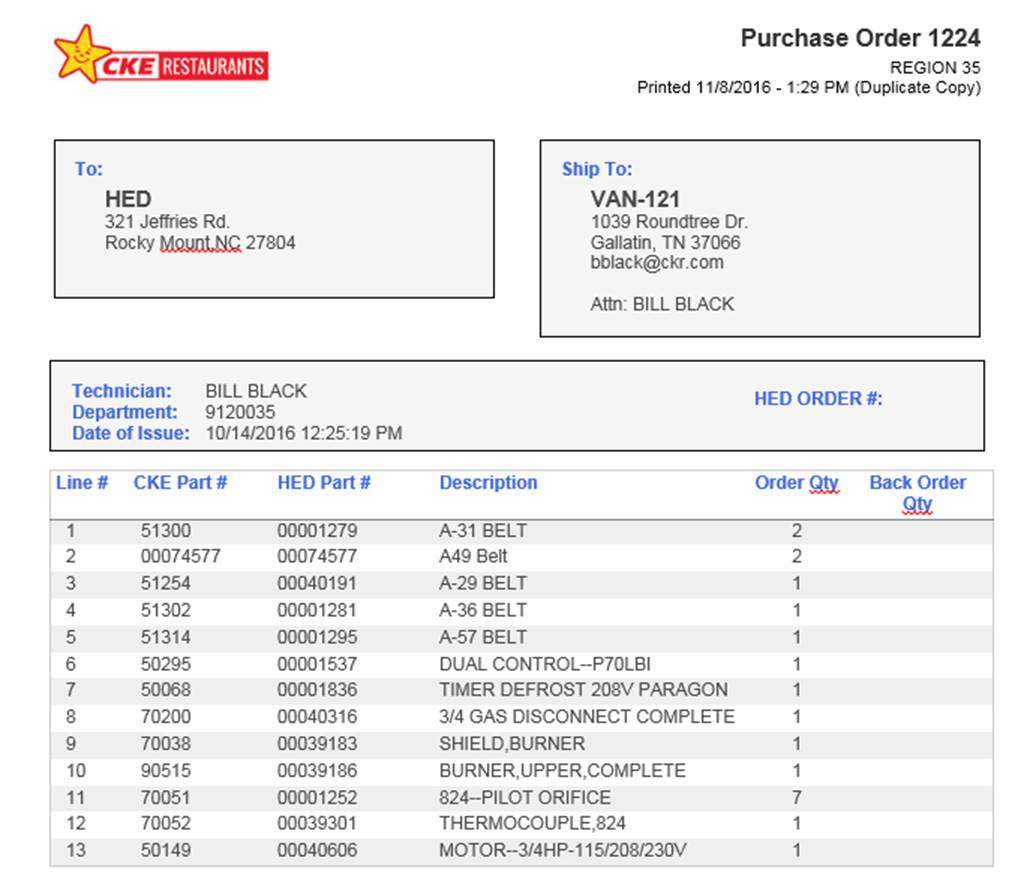 CKE RESTAURANTS
Purchase Order 1224
REGION 35
Printed 11/8/2016 - 1:29 PM (Duplicate Copy)
To:
HED
321 Jeffries Rd.
Rocky Mount,NC 27804
Ship To:
VAN-121
1039 Roundtree Dr.
Gallatin, TN 37066
bblack@ckr.com
Attn: BILL BLACK
Technician: BILL BLACK
Department: 9120035
Date of Issue: 10/14/2016 12:25:19 PM
HED ORDER #:
Line # CKE Part # HED Part # Description Order Qty Back Order Qty
1 51300 00001279 A-31 BELT 2
2 00074577 00074577 A49 Belt 2
3 51254 00040191 A-29 BELT 1
4 51302 00001281 A-36 BELT 1
5 51314 00001295 A-57 BELT 1
6 50295 00001537 DUAL CONTROL--P70LBI 1
7 50068 00001836 TIMER DEFROST 208V PARAGON 1
8 70200 00040316 3/4 GAS DISCONNECT COMPLETE 1
9 70038 00039183 SHIELD,BURNER 1
10 90515 00039186 BURNER,UPPER,COMPLETE 1
11 70051 00001252 824--PILOT ORIFICE 7
12 70052 00039301 THERMOCOUPLE,824 1
13 50149 00040606 MOTOR--3/4HP-115/208/230V 1